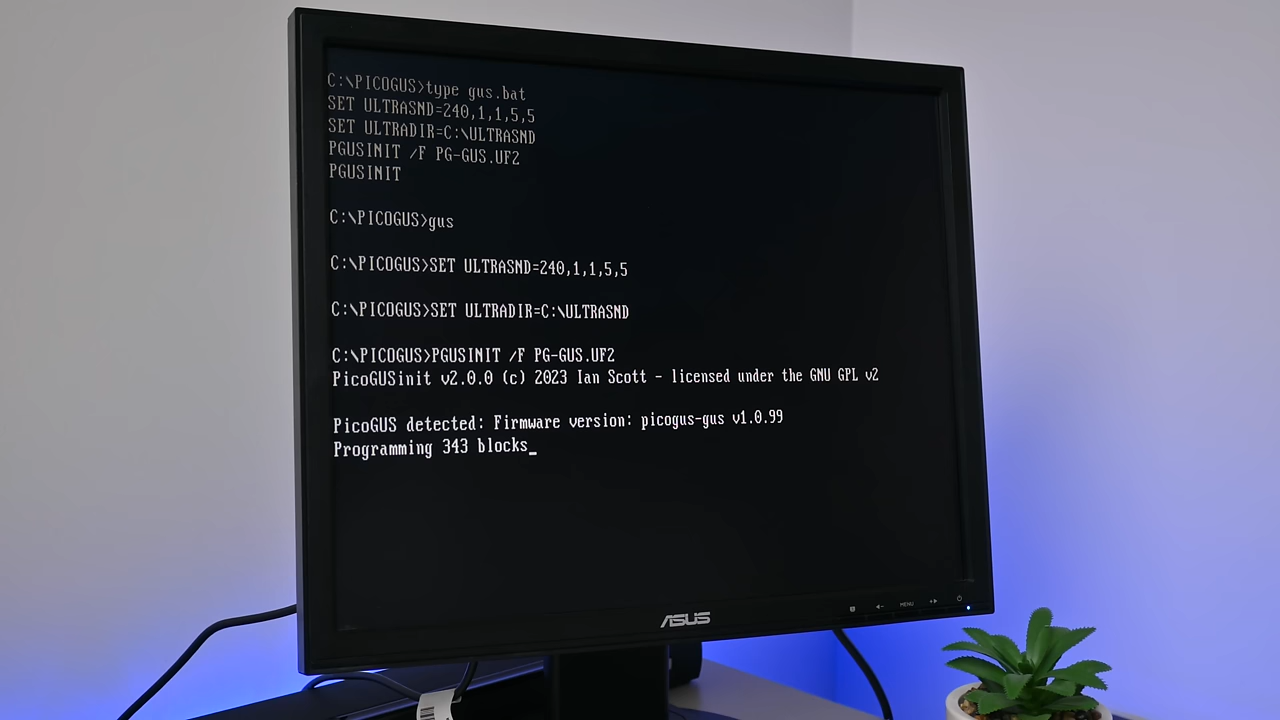 C:\PICOGUS>type gus.bat
SET ULTRASND=240,1,1,5,5
SET ULTRADIR=C:\ULTRASND
PGUSINIT /F PG-GUS.UF2
PGUSINIT
C:\PICOGUS>gus
C:\PICOGUS>SET ULTRASND=240,1,1,5,5
C:\PICOGUS>SET ULTRADIR=C:\ULTRASND
C:\PICOGUS>PGUSINIT /F PG-GUS.UF2
PicoGUSinit v2.0.0 (c) 2023 Ian Scott - licensed under the GNU GPL v2
PicoGUS detected: Firmware version: picogus-gus v1.0.99
Programming 343 blocks_
ASUS
MENU